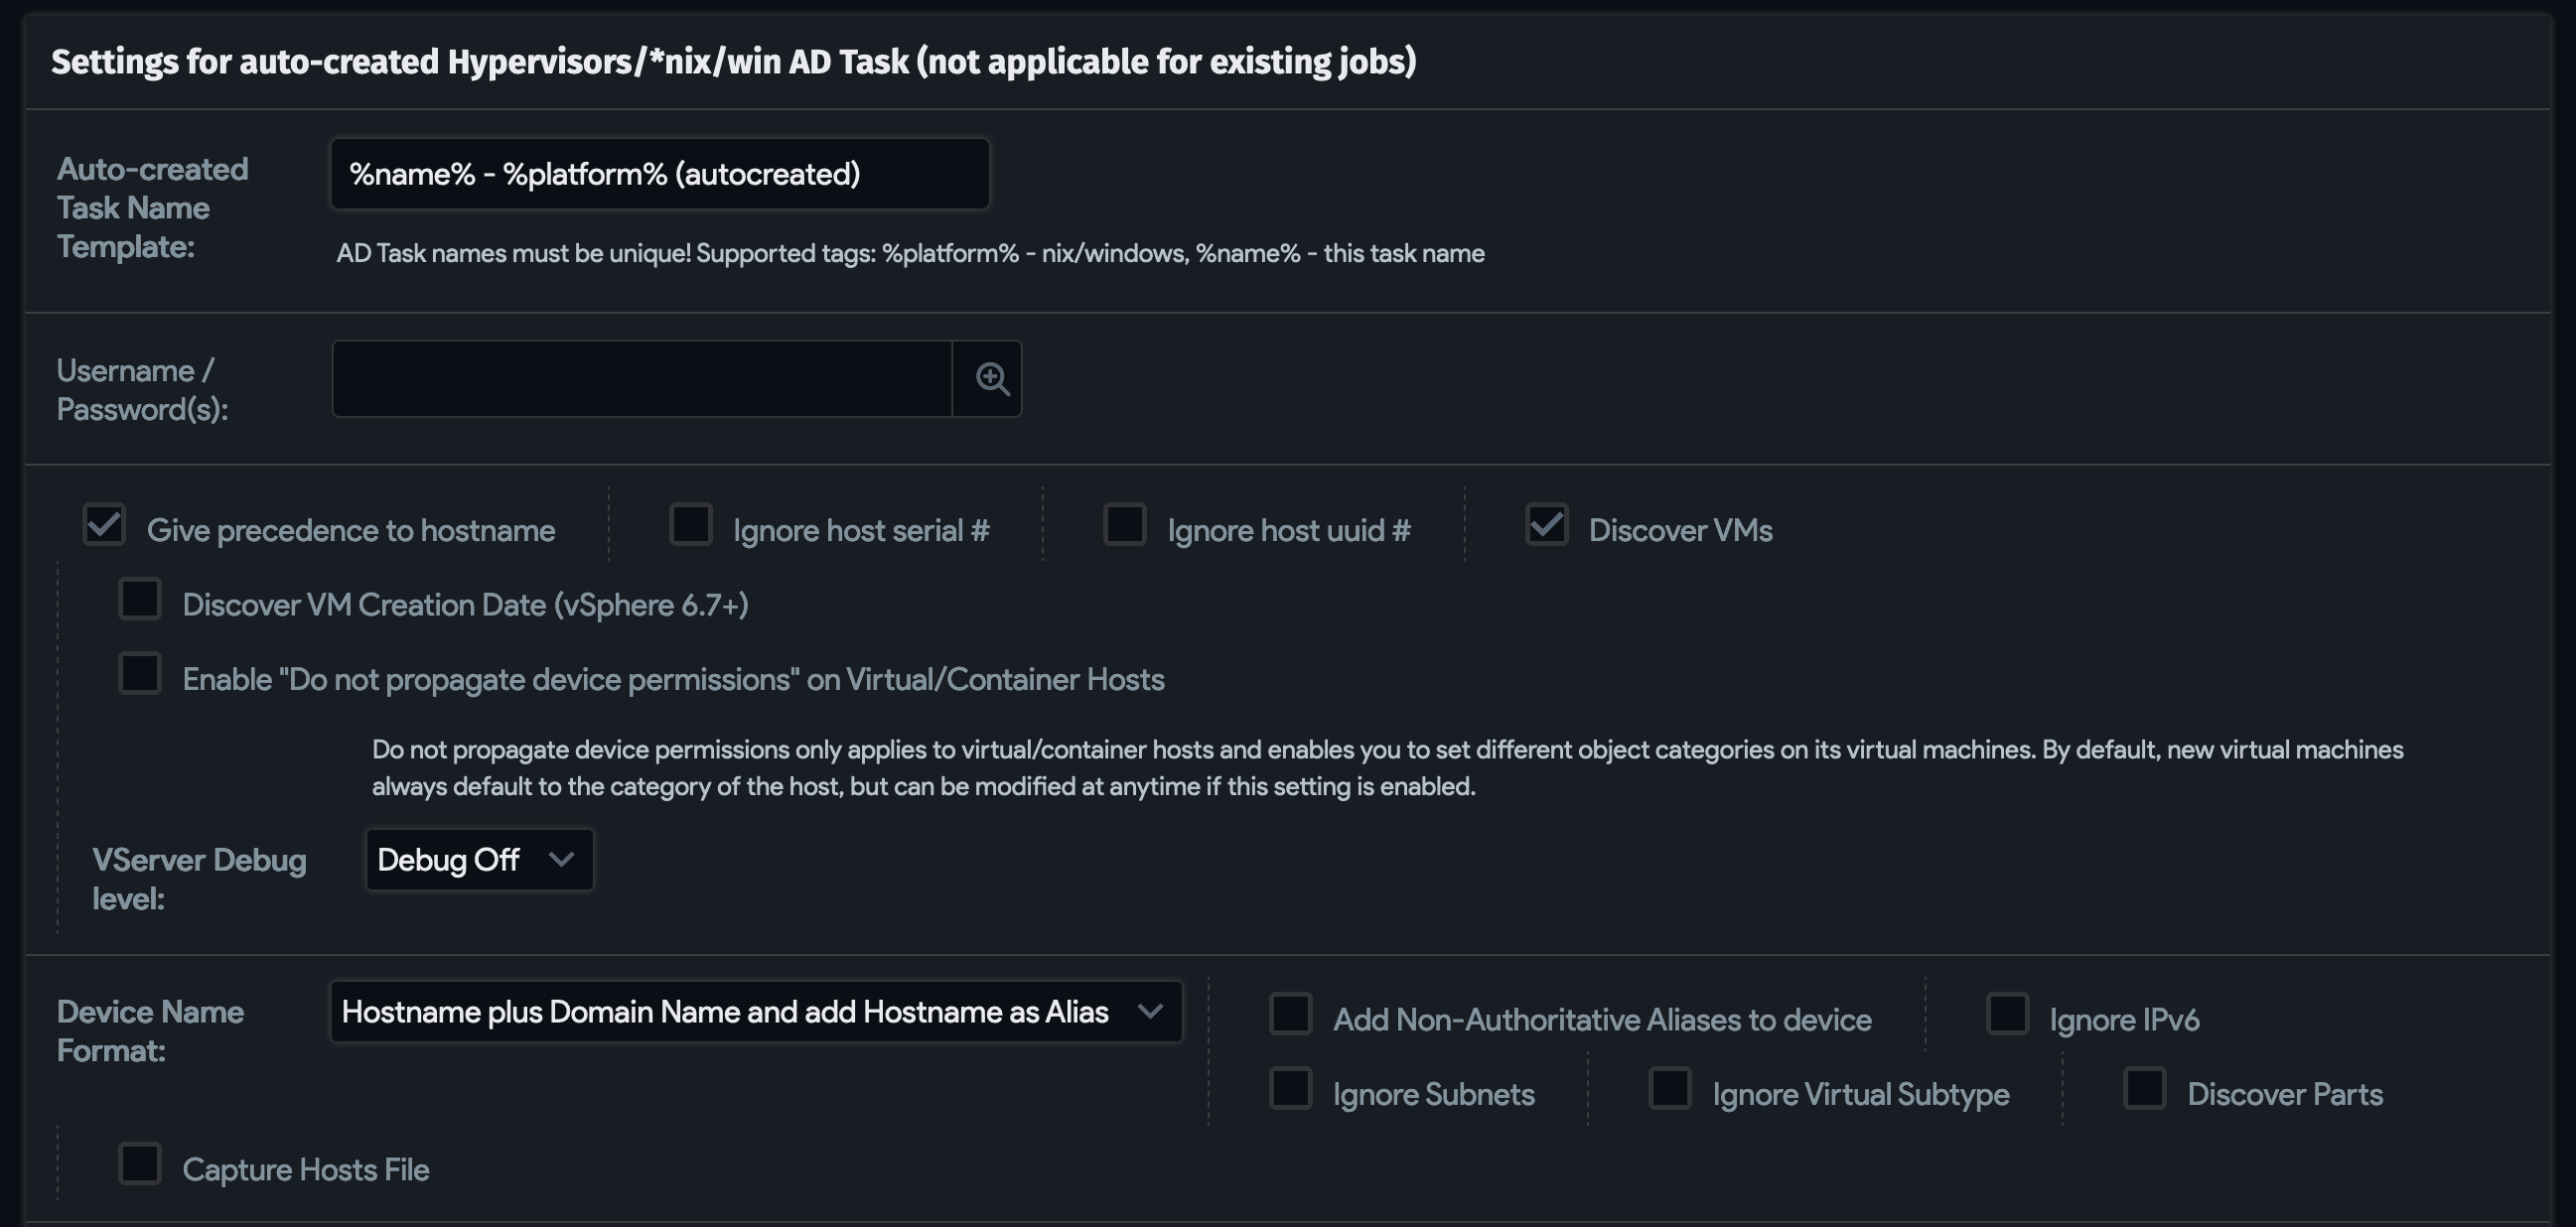 Settings for auto-created Hypervisors/*nix/win AD Task (not applicable for existing jobs)
Auto-created
Task Name
Template:
%name% - %platform% (autocreated)
AD Task names must be unique! Supported tags: %platform% - nix/windows, %name% - this task name
Username /
Password(s):
Give precedence to hostname
Ignore host serial #
Ignore host uuid #
Discover VMs
Discover VM Creation Date (vSphere 6.7+)
Enable "Do not propagate device permissions" on Virtual/Container Hosts
Do not propagate device permissions only applies to virtual/container hosts and enables you to set different object categories on its virtual machines. By default, new virtual machines
always default to the category of the host, but can be modified at anytime if this setting is enabled.
VServer Debug
level:
Debug Off
Device Name
Format:
Hostname plus Domain Name and add Hostname as Alias
Add Non-Authoritative Aliases to device
Ignore IPv6
Ignore Subnets
Ignore Virtual Subtype
Discover Parts
Capture Hosts File